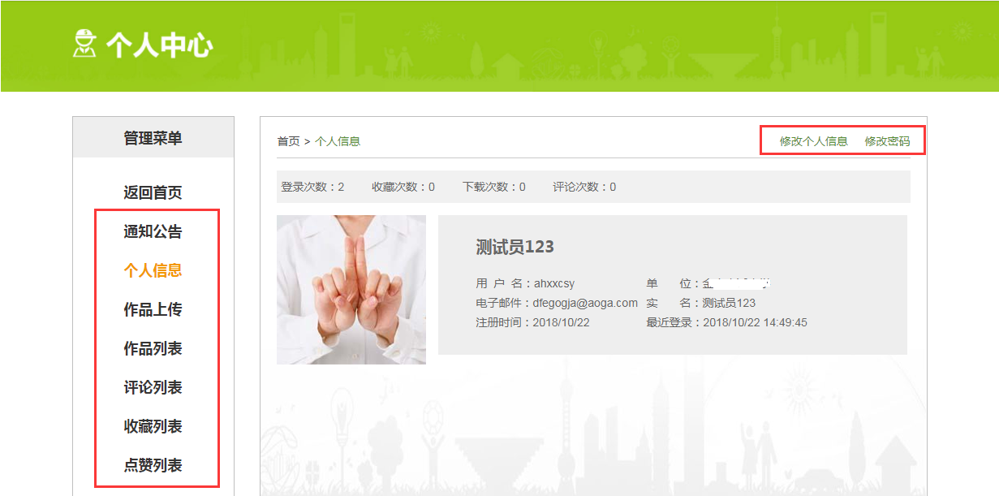 个人中心
管理菜单
返回首页
通知公告
个人信息
作品上传
作品列表
评论列表
收藏列表
点赞列表
首页 > 个人信息
修改个人信息 修改密码
登录次数：2 收藏次数：0 下载次数：0 评论次数：0
测试员123
用 户 名：ahxxcsy 单 位：
电子邮件：dfegogja@aoga.com 实 名：测试员123
注册时间：2018/10/22 最近登录：2018/10/22 14:49:45